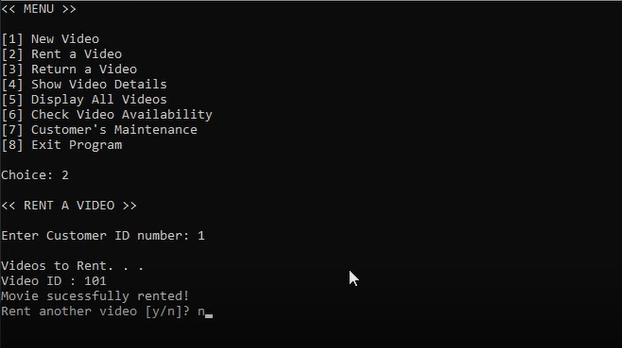 << MENU >>
[1] New Video
[2] Rent a Video
[3] Return a Video
[4] Show Video Details
[5] Display All Videos
[6] Check Video Availability
[7] Customer's Maintenance
[8] Exit Program
Choice: 2
<< RENT A VIDEO >>
Enter Customer ID number: 1
Videos to Rent. . .
Video ID : 101
Movie sucessfully rented!
Rent another video [y/n]? n_